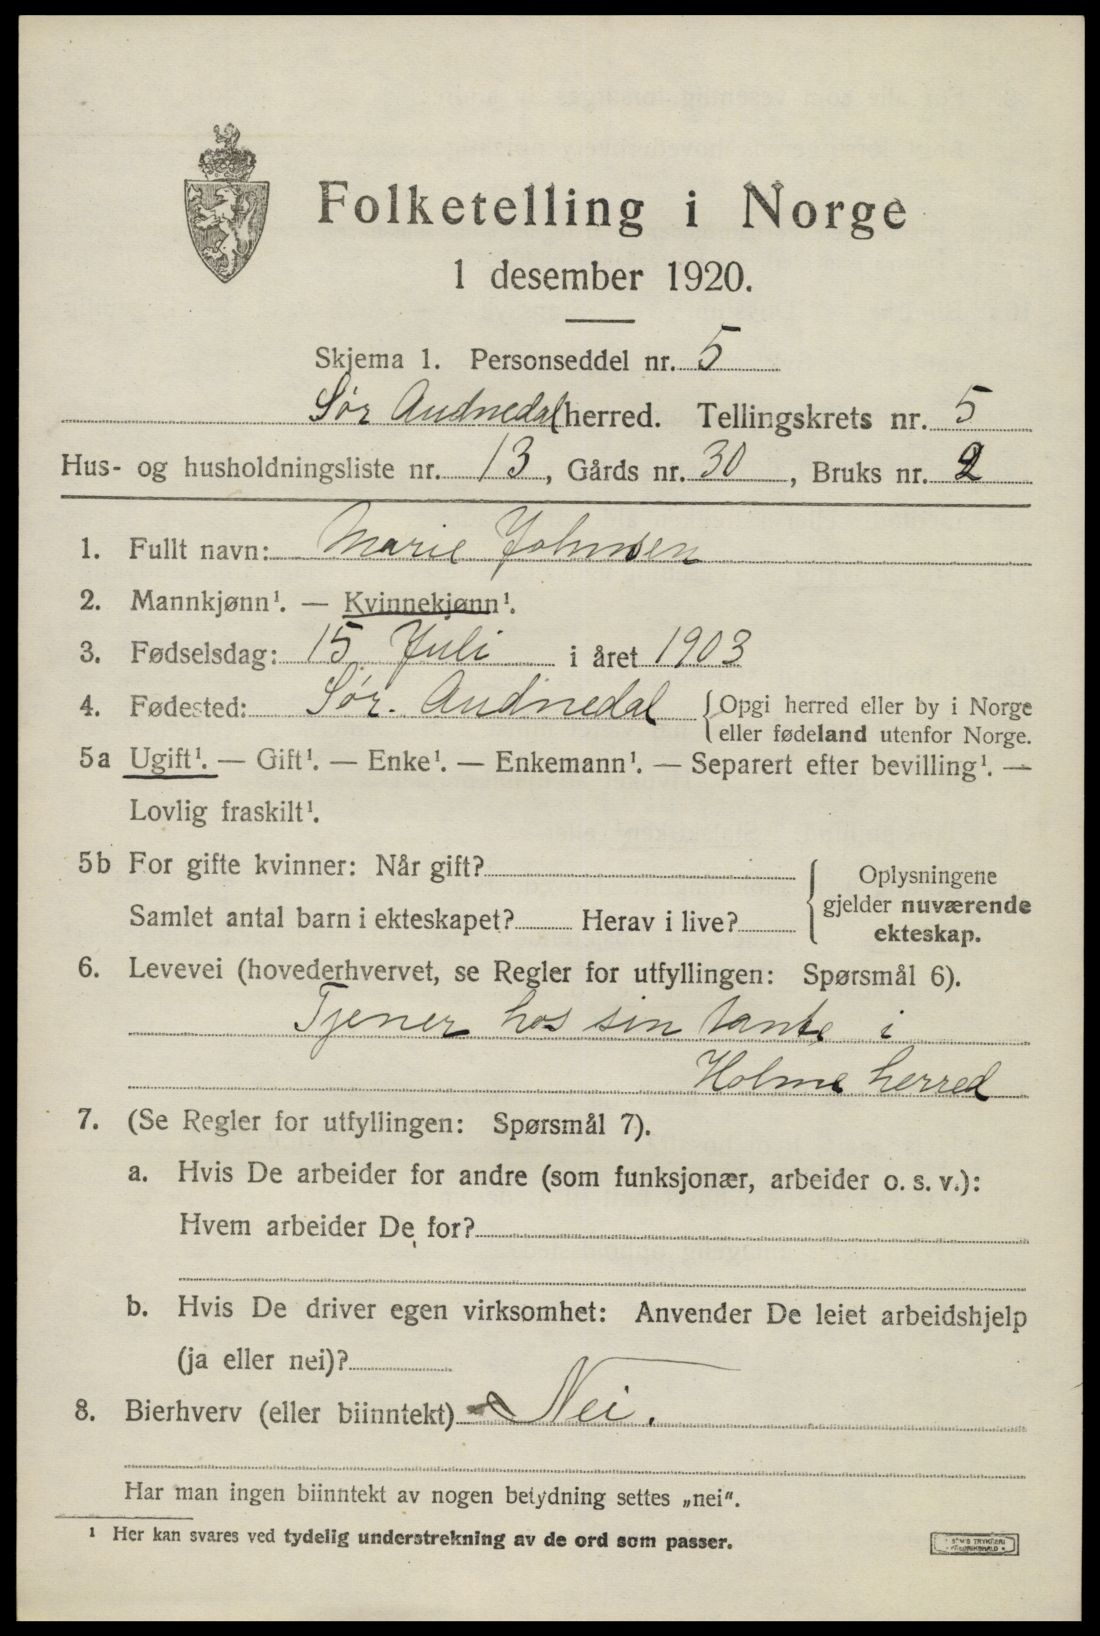 Folketelling i Norge
1 desember 1920.
Skjema 1. Personseddel nr. 5
Sør Audnedal herred. Tellingskrets nr. 5
Hus- og husholdningsliste nr. 13, Gårds nr. 30, Bruks nr. 2
1. Fullt navn: Marie Johnsen
2. Mannkjønn¹. — Kvinnekjønn¹.
3. Fødselsdag: 15 Juli i året 1903
4. Fødested: Sør. Audnedal { Opgi herred eller by i Norge
eller fødeland utenfor Norge.
5a Ugift¹. — Gift¹. — Enke¹. — Enkemann¹. — Separert efter bevilling¹. —
Lovlig fraskilt¹.
5b For gifte kvinner: Når gift?
Samlet antal barn i ekteskapet? Herav i live?
{ Oplysningene
gjelder nuværende
ekteskap.
6. Levevei (hovederhvervet, se Regler for utfyllingen: Spørsmål 6).
Tjener hos sin tante i
Holme herred
7. (Se Regler for utfyllingen: Spørsmål 7).
a. Hvis De arbeider for andre (som funksjonær, arbeider o. s. v.):
Hvem arbeider De for?
b. Hvis De driver egen virksomhet: Anvender De leiet arbeidshjelp
(ja eller nei)?
8. Bierhverv (eller biinntekt) Nei.
Har man ingen biinntekt av nogen betydning settes „nei“.
¹ Her kan svares ved tydelig understrekning av de ord som passer.